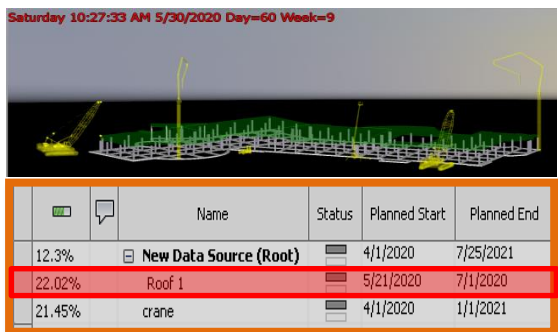 Saturday 10:27:33 AM 5/30/2020 Day=60 Week=9
Name Status Planned Start Planned End
12.3% New Data Source (Root) 4/1/2020 7/25/2021
22.02% Roof 1 5/21/2020 7/1/2020
21.45% crane 4/1/2020 1/1/2021